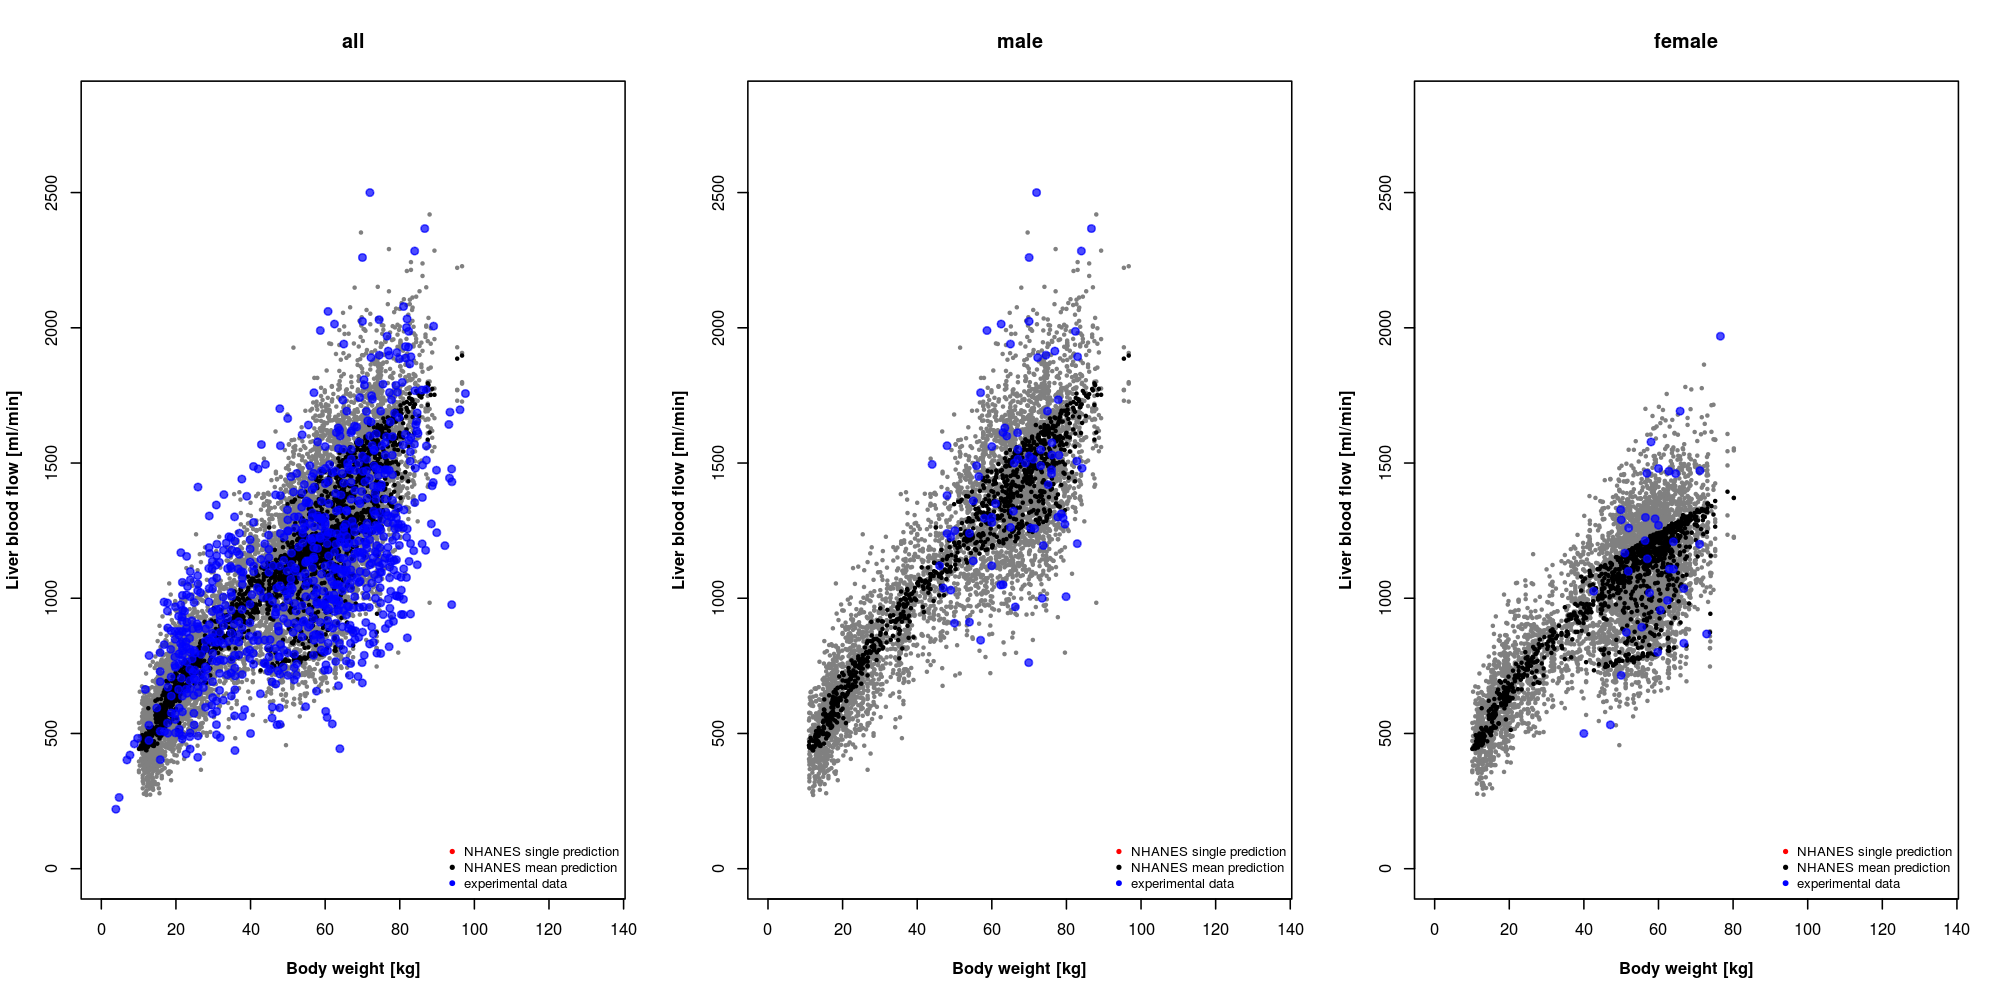 all
Liver blood flow [ml/min]
2500
2000
1500
1000
500
0
NHANES single prediction
NHANES mean prediction
experimental data
0 20 40 60 80 100 120 140
Body weight [kg]
male
Liver blood flow [ml/min]
2500
2000
1500
1000
500
0
NHANES single prediction
NHANES mean prediction
experimental data
0 20 40 60 80 100 120 140
Body weight [kg]
female
Liver blood flow [ml/min]
2500
2000
1500
1000
500
0
NHANES single prediction
NHANES mean prediction
experimental data
0 20 40 60 80 100 120 140
Body weight [kg]